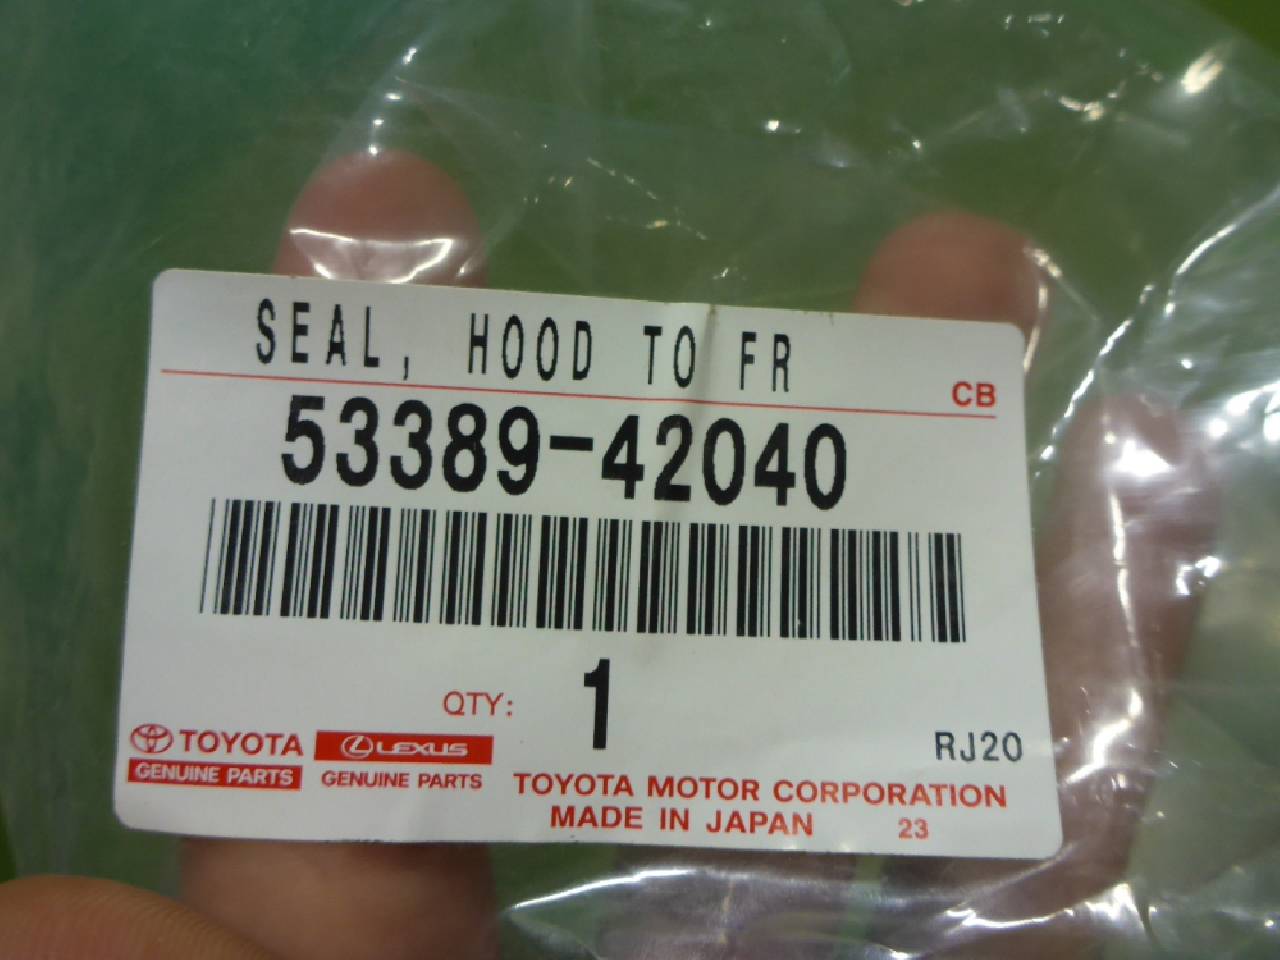 SEAL, HOOD TO FR
CB
53389-42040
QTY: 1
RJ20
TOYOTA
GENUINE PARTS
LEXUS
GENUINE PARTS
TOYOTA MOTOR CORPORATION
MADE IN JAPAN 23